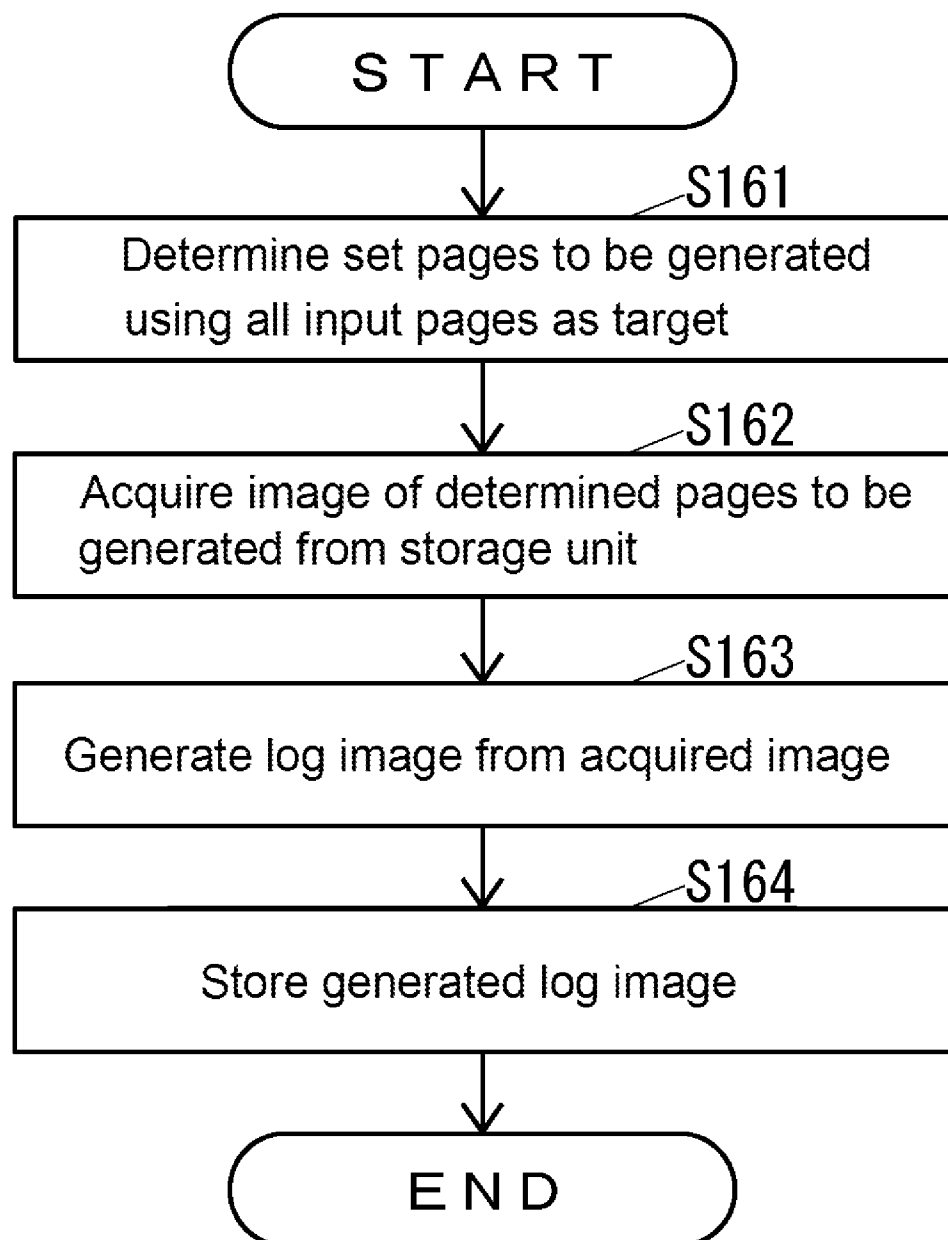 START
S161
Determine set pages to be generated
using all input pages as target
S162
Acquire image of determined pages to be
generated from storage unit
S163
Generate log image from acquired image
S164
Store generated log image
END